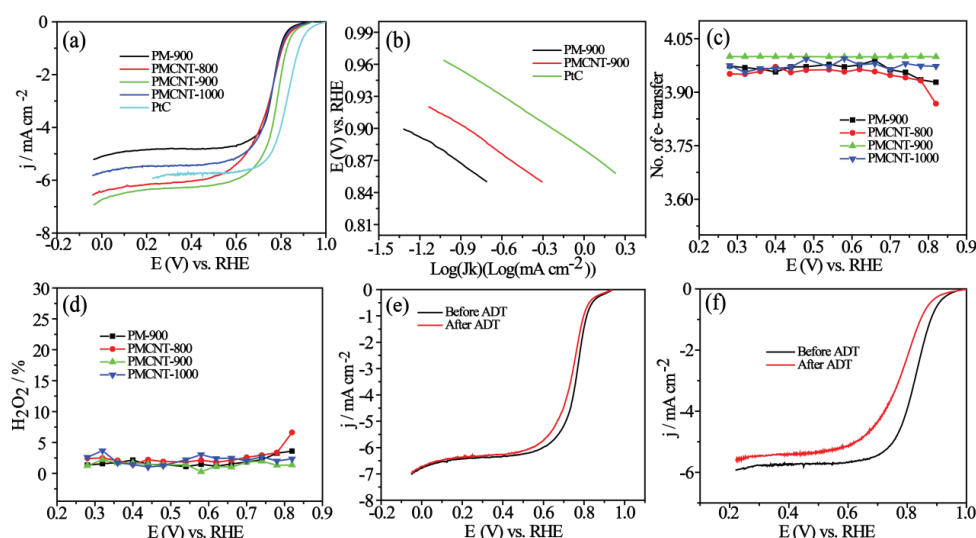 (a)
PM-900
PMCNT-800
PMCNT-900
PMCNT-1000
PtC
0
-2
-4
-6
-8
j / mA cm-2
0.0 0.2 0.4 0.6 0.8 1.0
E (V) vs. RHE
(b)
PM-900
PMCNT-900
PtC
0.99
0.96
0.93
0.90
0.87
0.84
0.81
E (V) vs. RHE
-1.5 -1.2 -0.9 -0.6 -0.3 0.0 0.3
Log(Jk)(Log(mA cm-2))
(c)
4.05
3.90
3.75
3.60
No. of e- transfer
PM-900
PMCNT-800
PMCNT-900
PMCNT-1000
0.2 0.3 0.4 0.5 0.6 0.7 0.8 0.9
E (V) vs. RHE
(d)
30
25
20
15
10
5
0
H2O2 / %
PM-900
PMCNT-800
PMCNT-900
PMCNT-1000
0.2 0.3 0.4 0.5 0.6 0.7 0.8 0.9
E (V) vs. RHE
(e)
Before ADT
After ADT
0
-1
-2
-3
-4
-5
-6
-7
-8
j / mA cm-2
0.0 0.2 0.4 0.6 0.8 1.0
E (V) vs. RHE
(f)
Before ADT
After ADT
0
-2
-4
-6
j / mA cm-2
0.2 0.4 0.6 0.8 1.0
E (V) vs. RHE